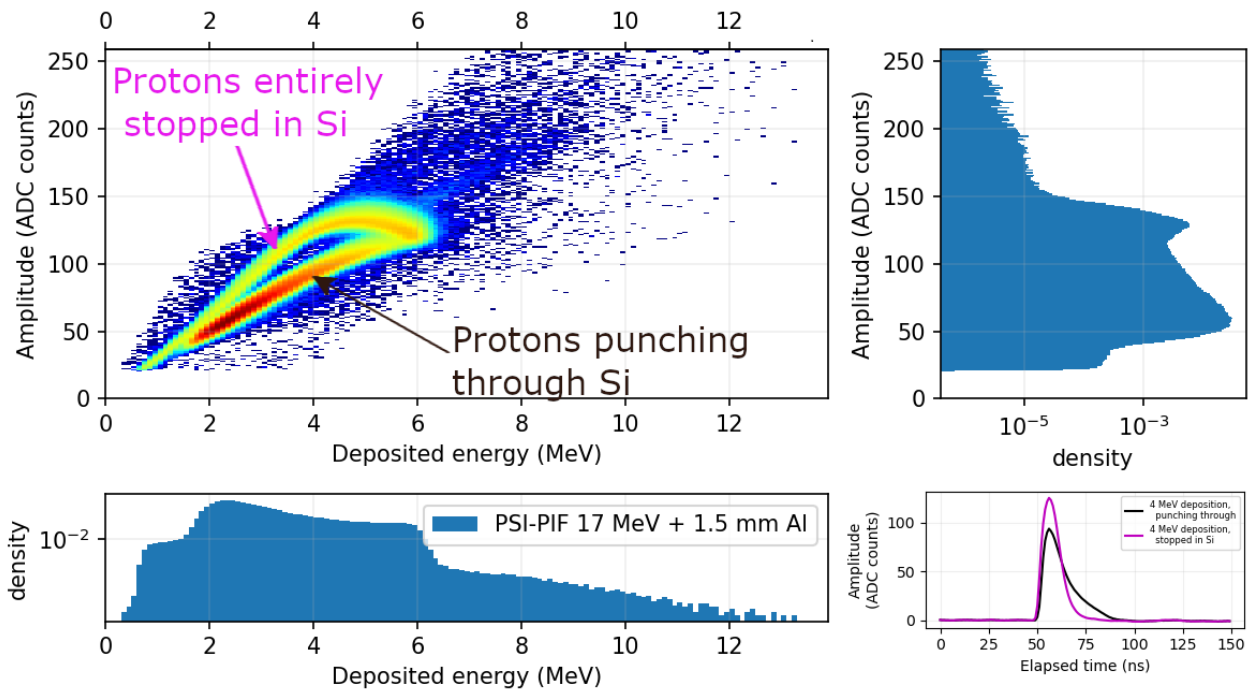 0 2 4 6 8 10 12
250
200
150
100
50
0
Amplitude (ADC counts)
Protons entirely
stopped in Si
Protons punching
through Si
0 2 4 6 8 10 12
Deposited energy (MeV)
250
200
150
100
50
0
Amplitude (ADC counts)
10⁻⁵ 10⁻³
density
density
10⁻²
PSI-PIF 17 MeV + 1.5 mm Al
0 2 4 6 8 10 12
Deposited energy (MeV)
Amplitude
(ADC counts)
100
50
0
4 MeV deposition,
punching through
4 MeV deposition,
stopped in Si
0 25 50 75 100 125 150
Elapsed time (ns)